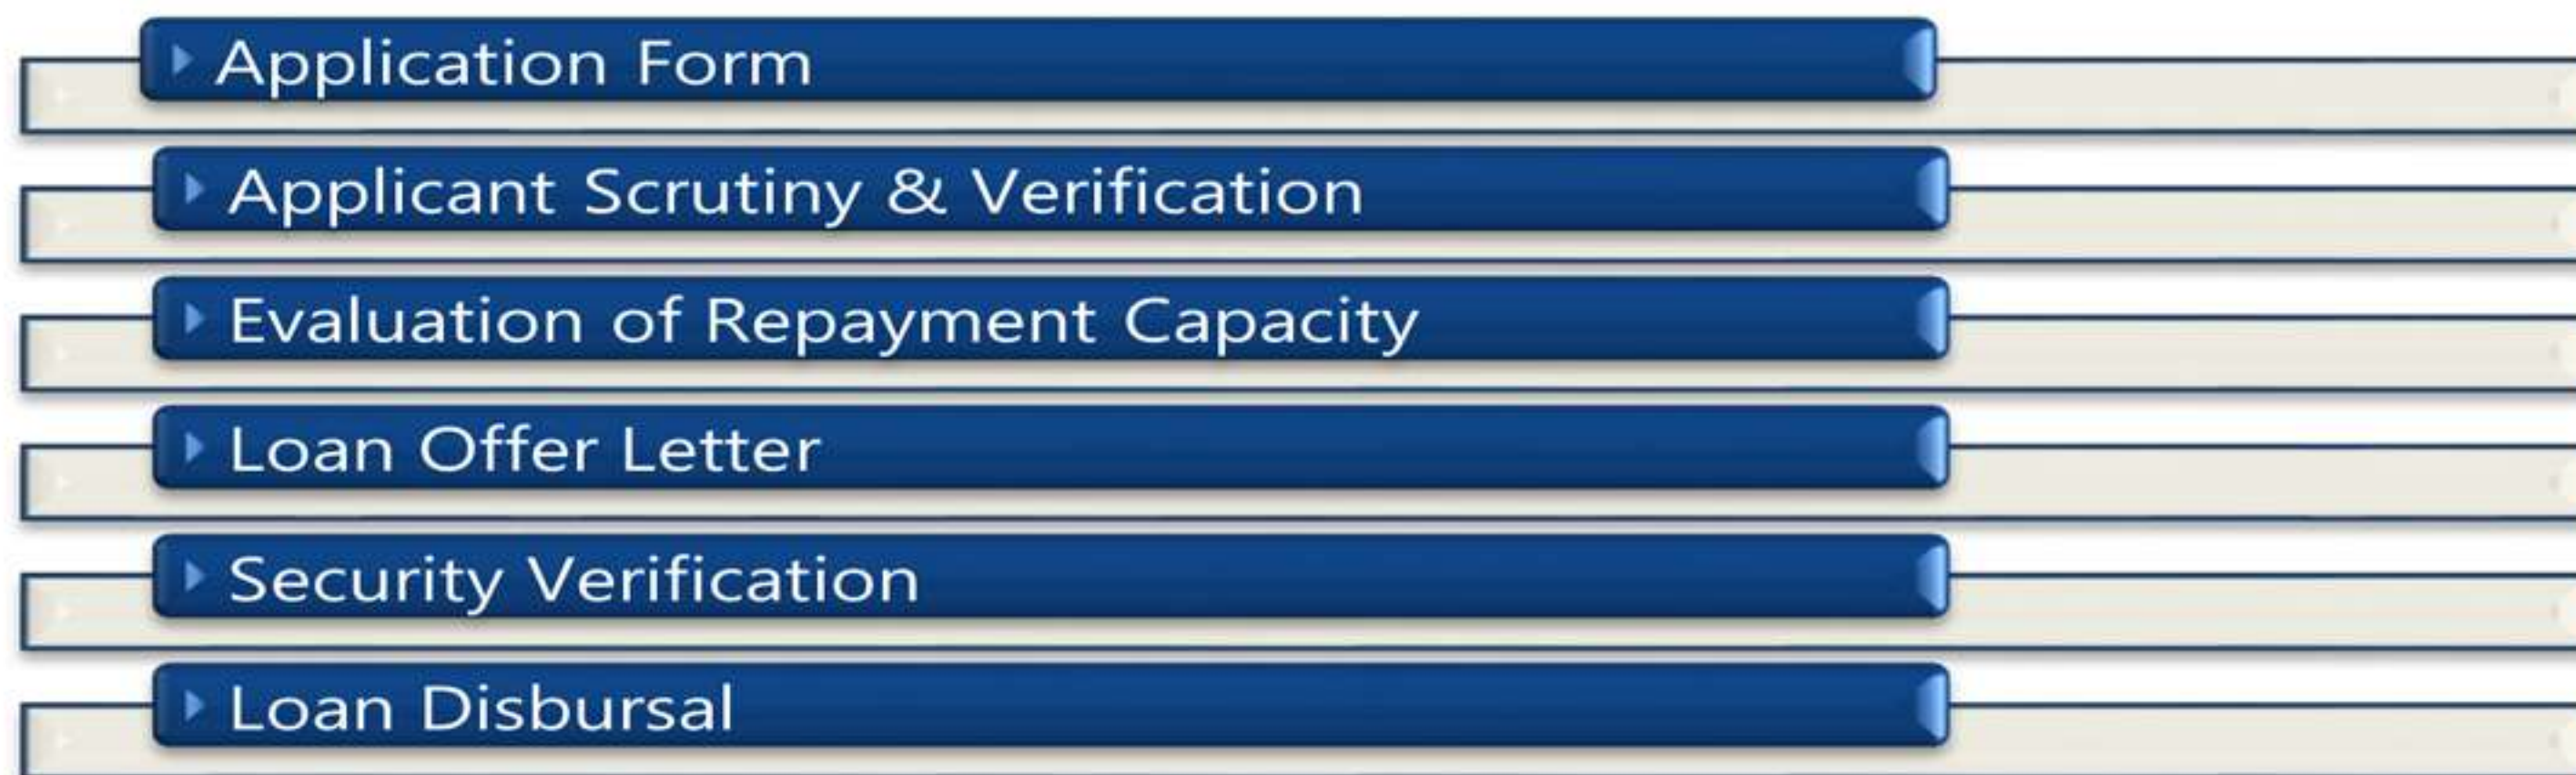 Application Form
Applicant Scrutiny & Verification
Evaluation of Repayment Capacity
Loan Offer Letter
Security Verification
Loan Disbursal